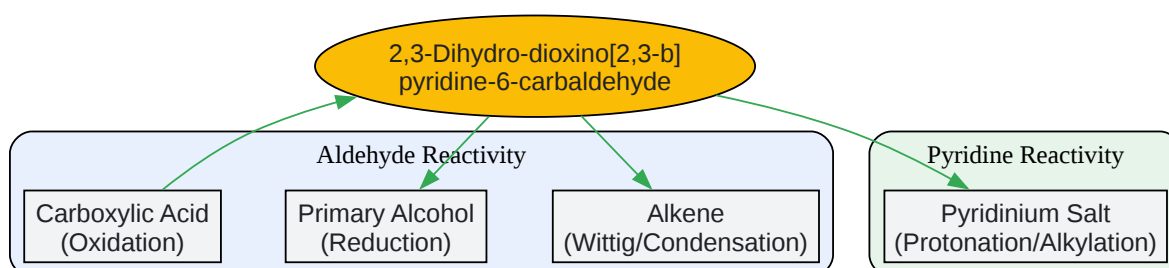 2,3-Dihydro-dioxino[2,3-b]
pyridine-6-carbaldehyde
Aldehyde Reactivity
Pyridine Reactivity
Carboxylic Acid
(Oxidation)
Primary Alcohol
(Reduction)
Alkene
(Wittig/Condensation)
Pyridinium Salt
(Protonation/Alkylation)